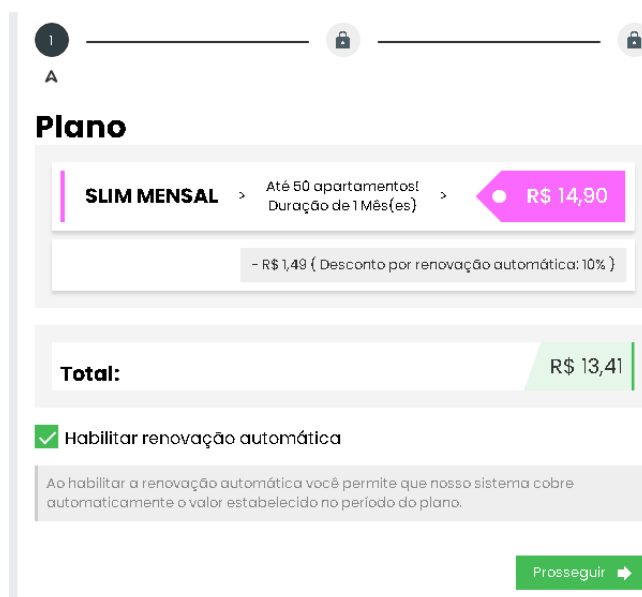 1
A
Plano
SLIM MENSAL > Até 50 apartamentos! > R$ 14,90
Duração de 1 Mês(es)
- R$ 1,49 ( Desconto por renovação automática: 10% )
Total: R$ 13,41
Habilitar renovação automática
Ao habilitar a renovação automática você permite que nosso sistema cobre
automaticamente o valor estabelecido no período do plano.
Prosseguir